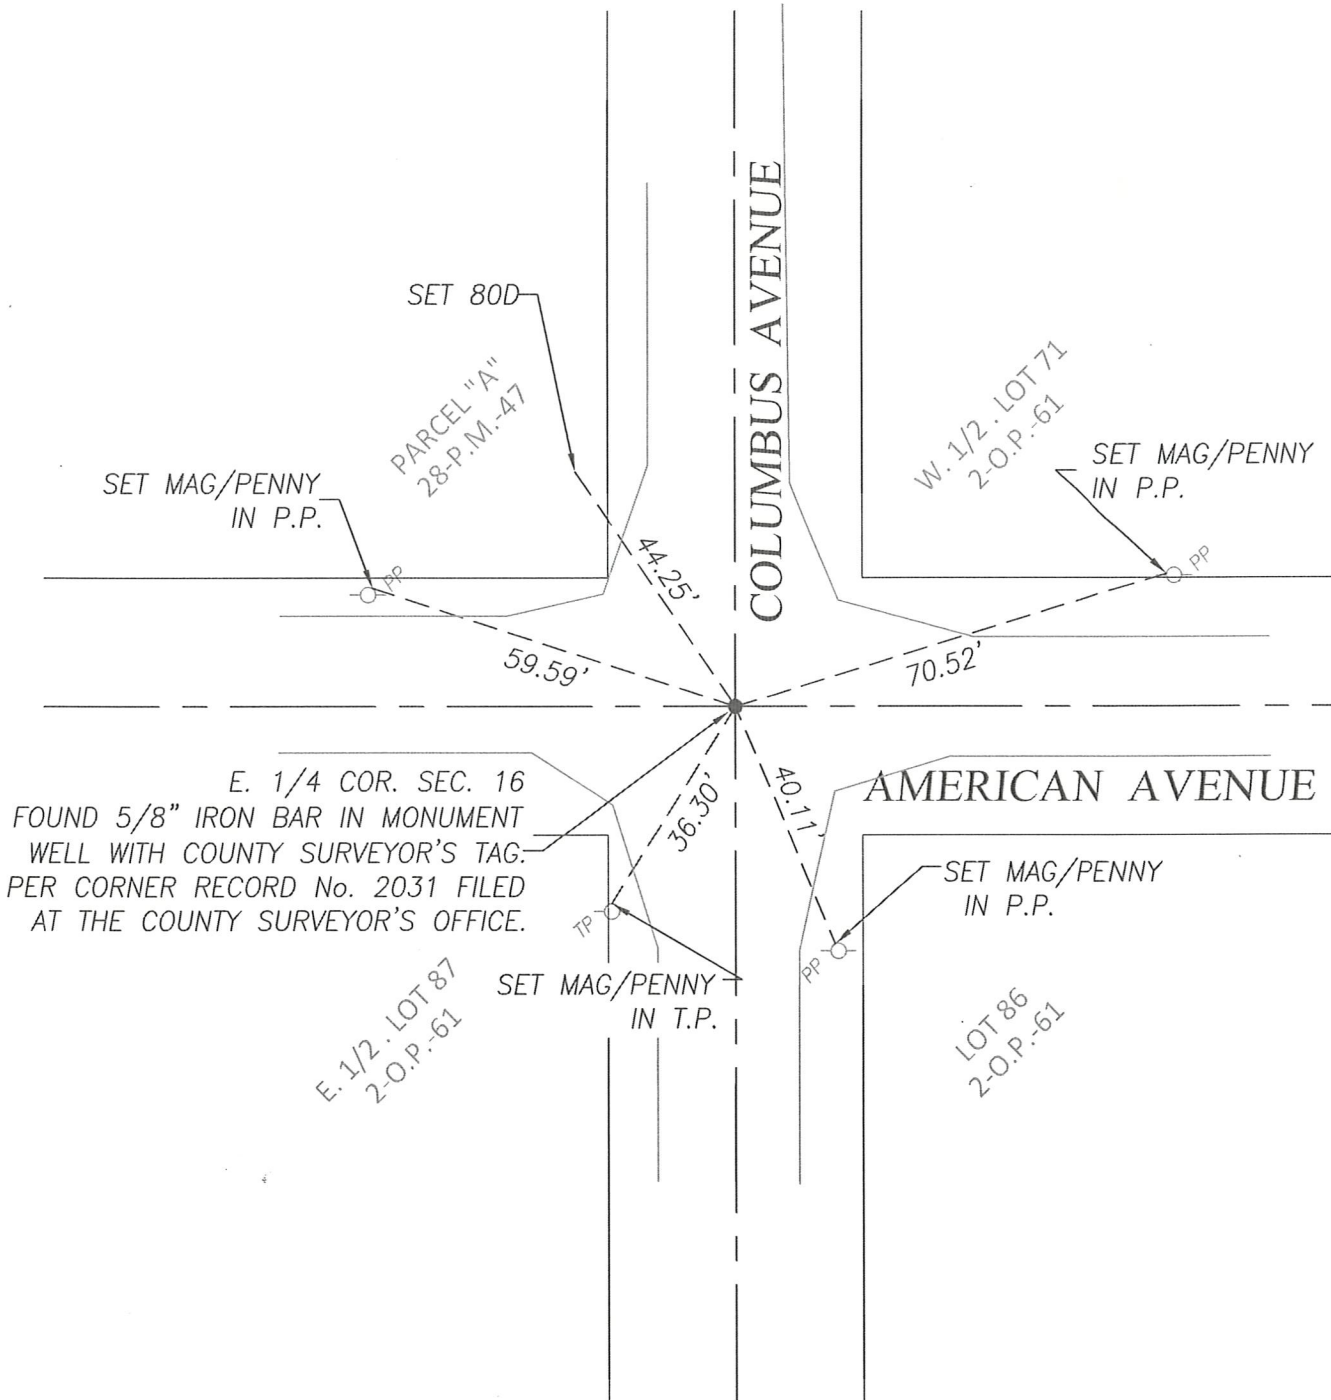 COLUMBUS AVENUE
SET 80D
PARCEL "A"
28-P.M.-47
W. 1/2 . LOT 71
2-O.P.-61
SET MAG/PENNY
IN P.P.
SET MAG/PENNY
IN P.P.
PP
PP
44.25'
59.59'
70.52'
E. 1/4 COR. SEC. 16
FOUND 5/8" IRON BAR IN MONUMENT
WELL WITH COUNTY SURVEYOR'S TAG.
PER CORNER RECORD No. 2031 FILED
AT THE COUNTY SURVEYOR'S OFFICE.
36.30'
40.11'
AMERICAN AVENUE
SET MAG/PENNY
IN P.P.
TP
PP
SET MAG/PENNY
IN T.P.
E. 1/2 . LOT 87
2-O.P.-61
LOT 86
2-O.P.-61